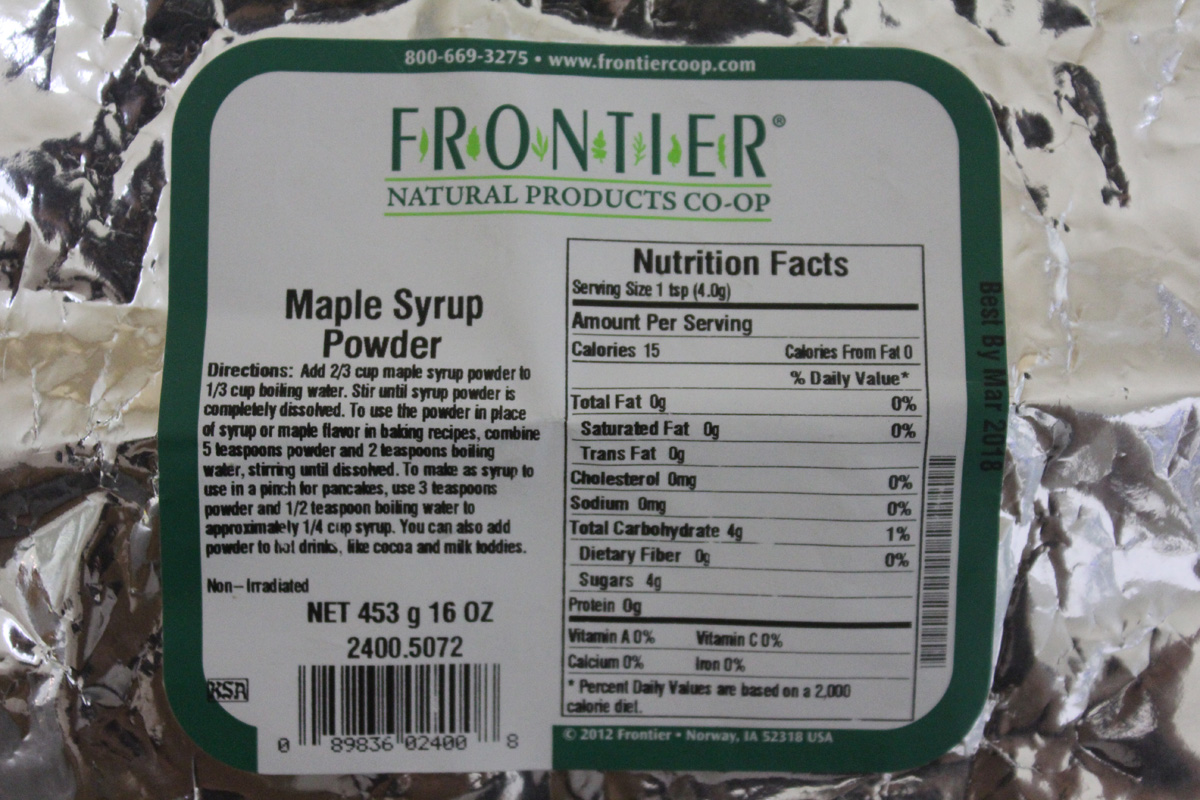 800-669-3275 • www.frontiercoop.com
FRONTIER®
NATURAL PRODUCTS CO-OP
Maple Syrup
Powder
Directions: Add 2/3 cup maple syrup powder to
1/3 cup boiling water. Stir until syrup powder is
completely dissolved. To use the powder in place
of syrup or maple flavor in baking recipes, combine
5 teaspoons powder and 2 teaspoons boiling
water, stirring until dissolved. To make as syrup to
use in a pinch for pancakes, use 3 teaspoons
powder and 1/2 teaspoon boiling water to
approximately 1/4 cup syrup. You can also add
powder to hot drinks, like cocoa and milk toddies.
Non-Irradiated
NET 453 g 16 OZ
2400.5072
KSA
0 89836 02400 8
Nutrition Facts
Serving Size 1 tsp (4.0g)
Amount Per Serving
Calories 15 Calories From Fat 0
% Daily Value*
Total Fat 0g 0%
Saturated Fat 0g 0%
Trans Fat 0g
Cholesterol 0mg 0%
Sodium 0mg 0%
Total Carbohydrate 4g 1%
Dietary Fiber 0g 0%
Sugars 4g
Protein 0g
Vitamin A 0% Vitamin C 0%
Calcium 0% Iron 0%
* Percent Daily Values are based on a 2,000
calorie diet.
© 2012 Frontier • Norway, IA 52318 USA
Best By Mar 2018